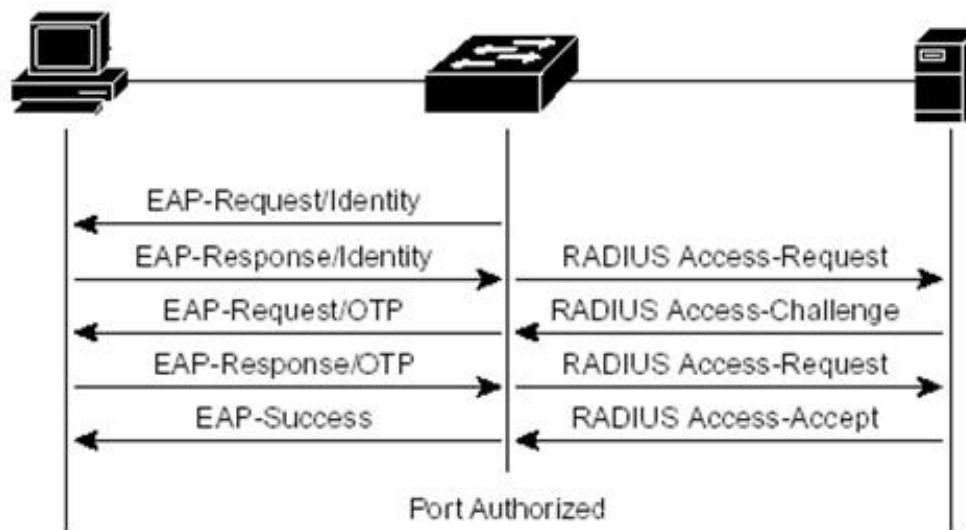 EAP-Request/Identity
EAP-Response/Identity RADIUS Access-Request
EAP-Request/OTP RADIUS Access-Challenge
EAP-Response/OTP RADIUS Access-Request
EAP-Success RADIUS Access-Accept
Port Authorized